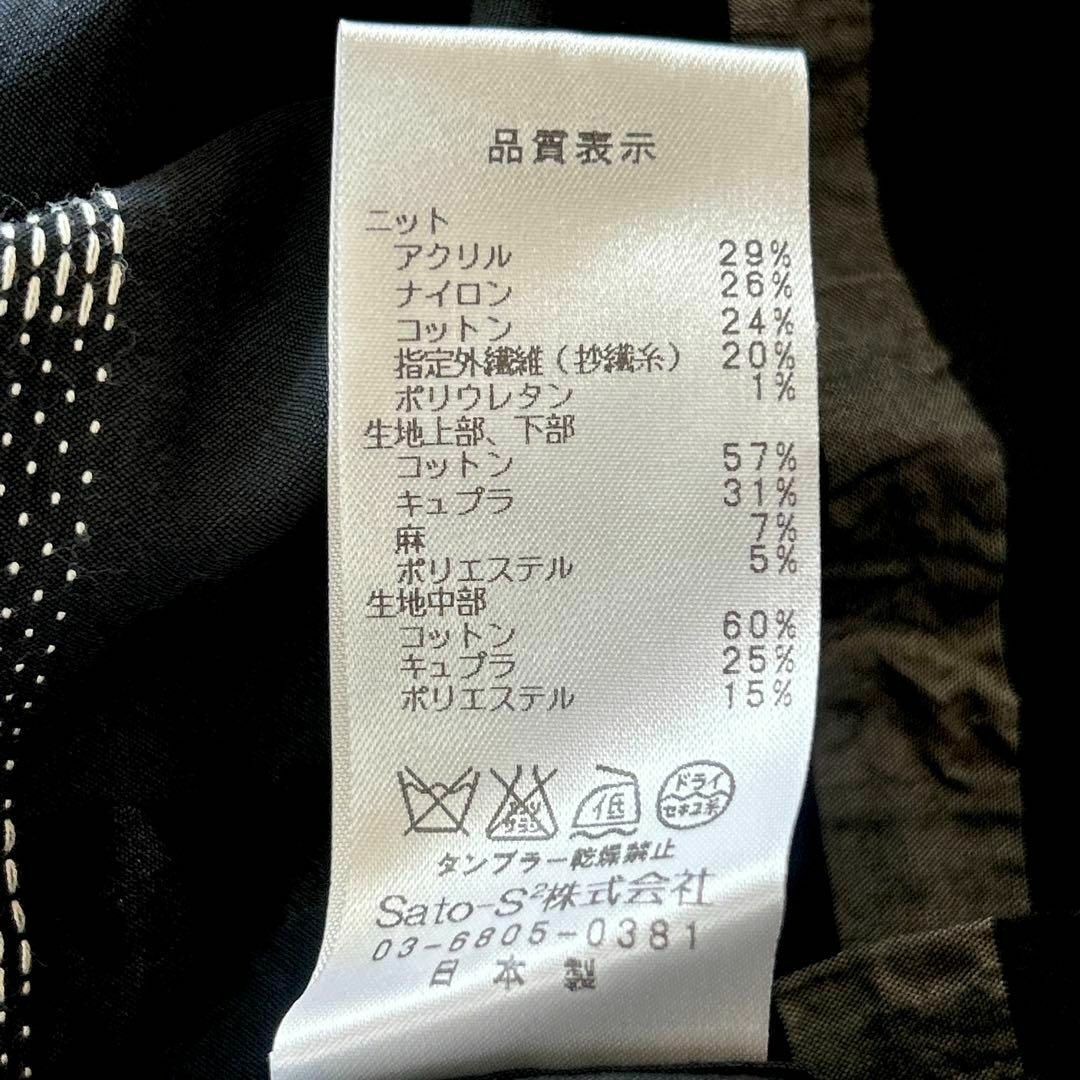 品質表示
ニット
アクリル 29%
ナイロン 26%
コットン 24%
指定外繊維（抄繊糸） 20%
ポリウレタン 1%
生地上部、下部
コットン 57%
キュプラ 31%
麻 7%
ポリエステル 5%
生地中部
コットン 60%
キュプラ 25%
ポリエステル 15%
エンソ
サラシ
低
ドライ
セキユ系
タンブラー乾燥禁止
Sato-S²株式会社
03-6805-0381
日本製